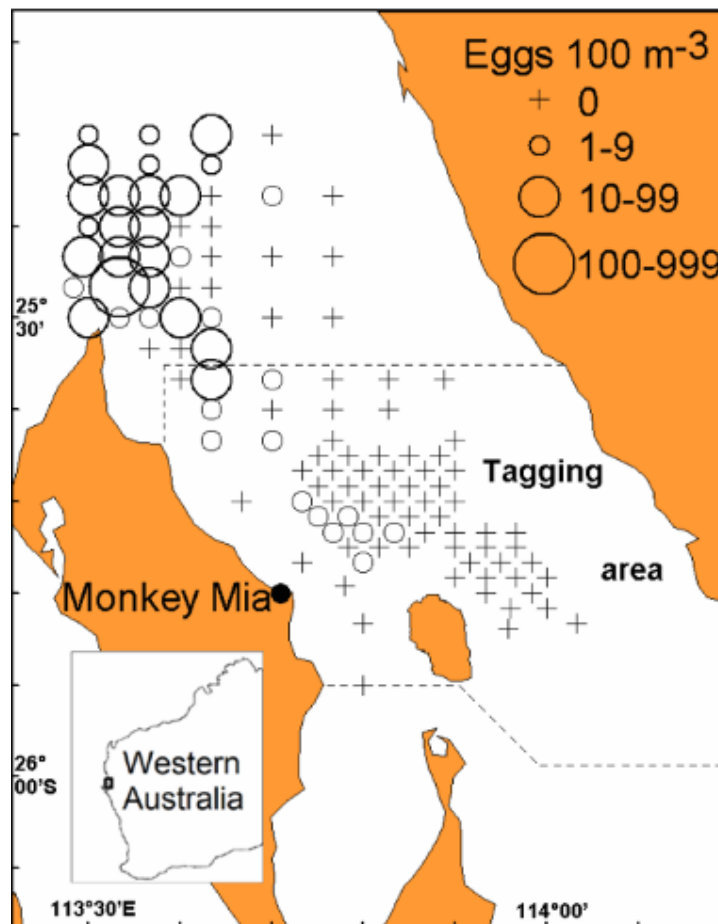 Eggs 100 m⁻³
0
1-9
10-99
100-999
25°
30'
Tagging
area
Monkey Mia
Western
Australia
26°
00'S
113°30'E
114°00'